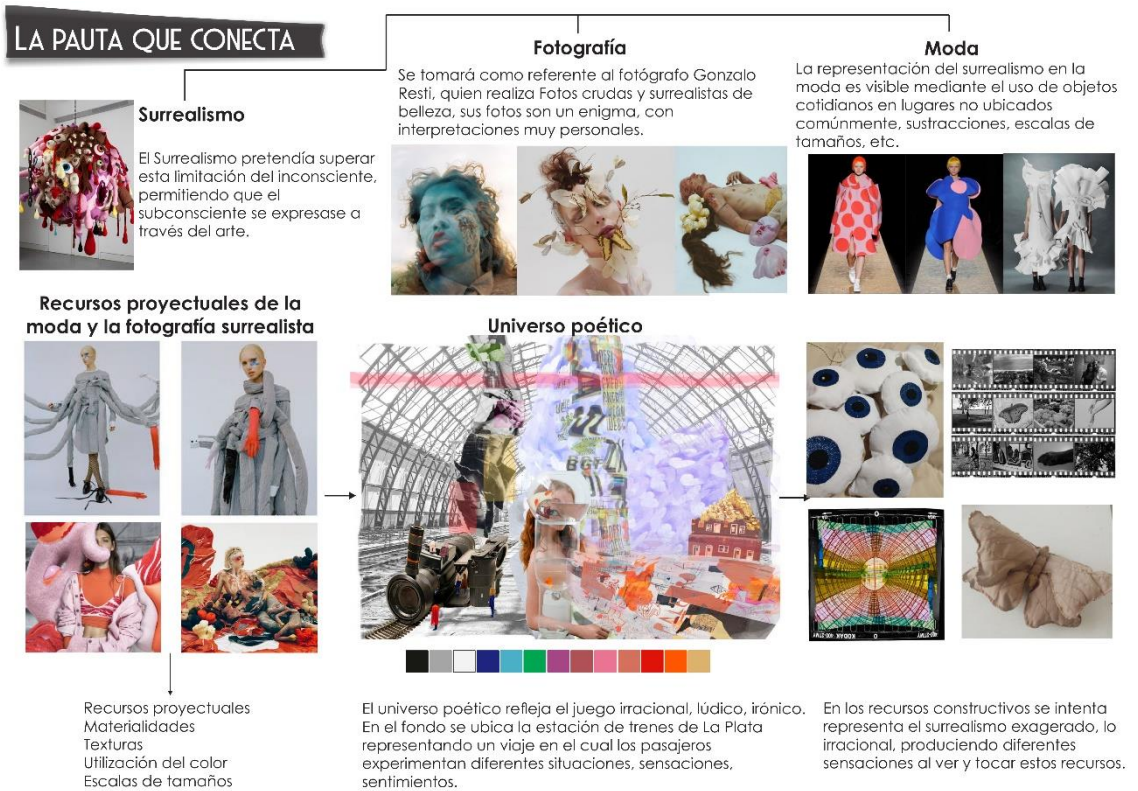 LA PAUTA QUE CONECTA
Surrealismo
El Surrealismo pretendía superar
esta limitación del inconsciente,
permitiendo que el
subconsciente se expresase a
través del arte.
Fotografía
Se tomará como referente al fotógrafo Gonzalo
Resti, quien realiza Fotos crudas y surrealistas de
belleza, sus fotos son un enigma, con
interpretaciones muy personales.
Moda
La representación del surrealismo en la
moda es visible mediante el uso de objetos
cotidianos en lugares no ubicados
comúnmente, sustracciones, escalas de
tamaños, etc.
Recursos proyectuales de la
moda y la fotografía surrealista
Recursos proyectuales
Materialidades
Texturas
Utilización del color
Escalas de tamaños
Universo poético
El universo poético refleja el juego irracional, lúdico, irónico.
En el fondo se ubica la estación de trenes de La Plata
representando un viaje en el cual los pasajeros
experimentan diferentes situaciones, sensaciones,
sentimientos.
En los recursos constructivos se intenta
representa el surrealismo exagerado, lo
irracional, produciendo diferentes
sensaciones al ver y tocar estos recursos.